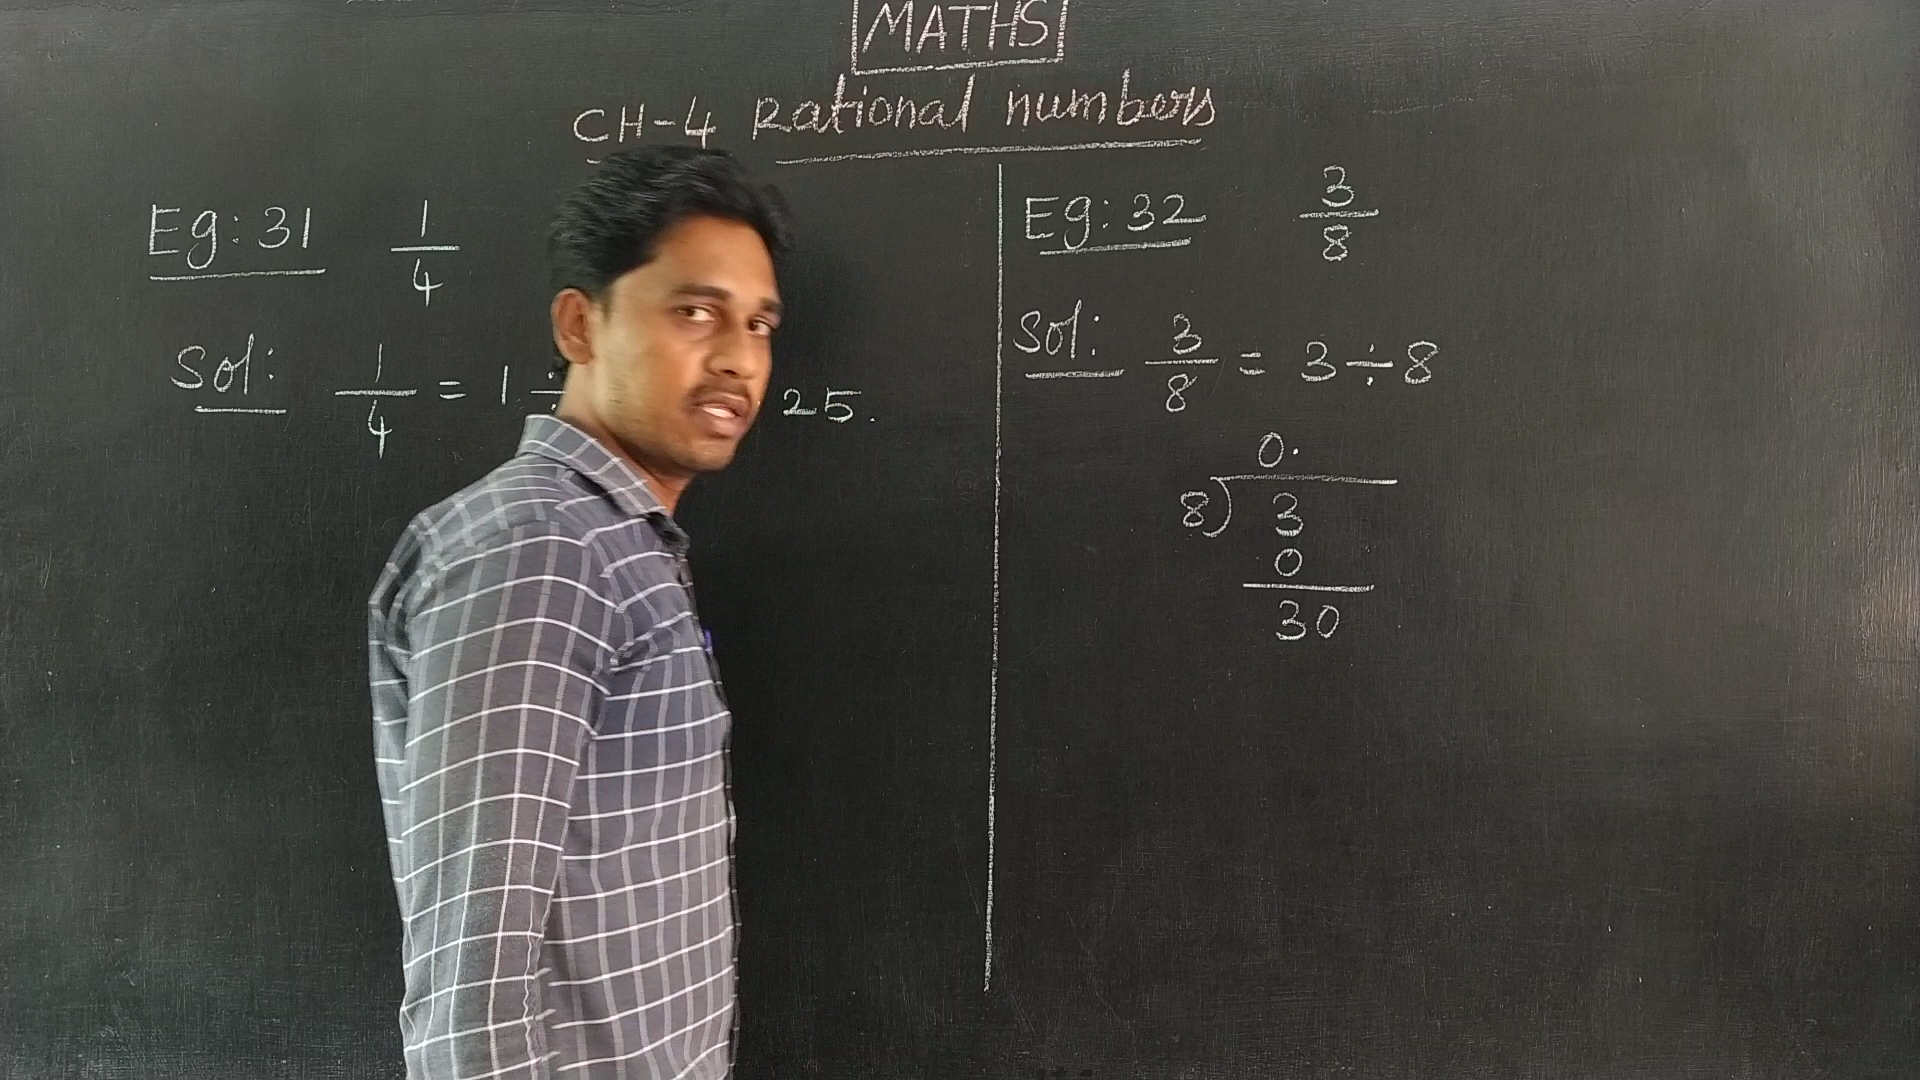 MATHS
CH-4 Rational numbers
Eg: 31 1/4
Sol: 1/4 = 1 ÷ 25.
Eg: 32 3/8
Sol: 3/8 = 3 ÷ 8
0.
8) 3
0
30